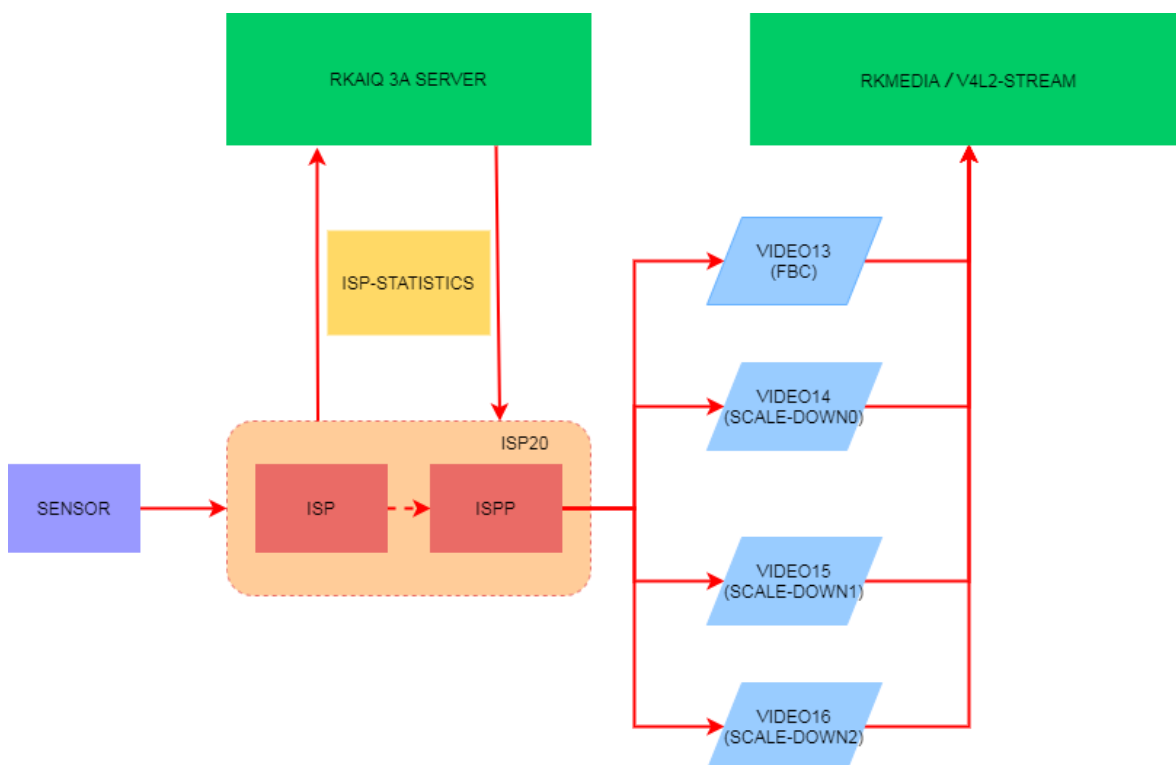 RKAIQ 3A SERVER
RKMEDIA / V4L2-STREAM
ISP-STATISTICS
VIDEO13
(FBC)
VIDEO14
(SCALE-DOWN0)
ISP20
SENSOR
ISP
ISPP
VIDEO15
(SCALE-DOWN1)
VIDEO16
(SCALE-DOWN2)